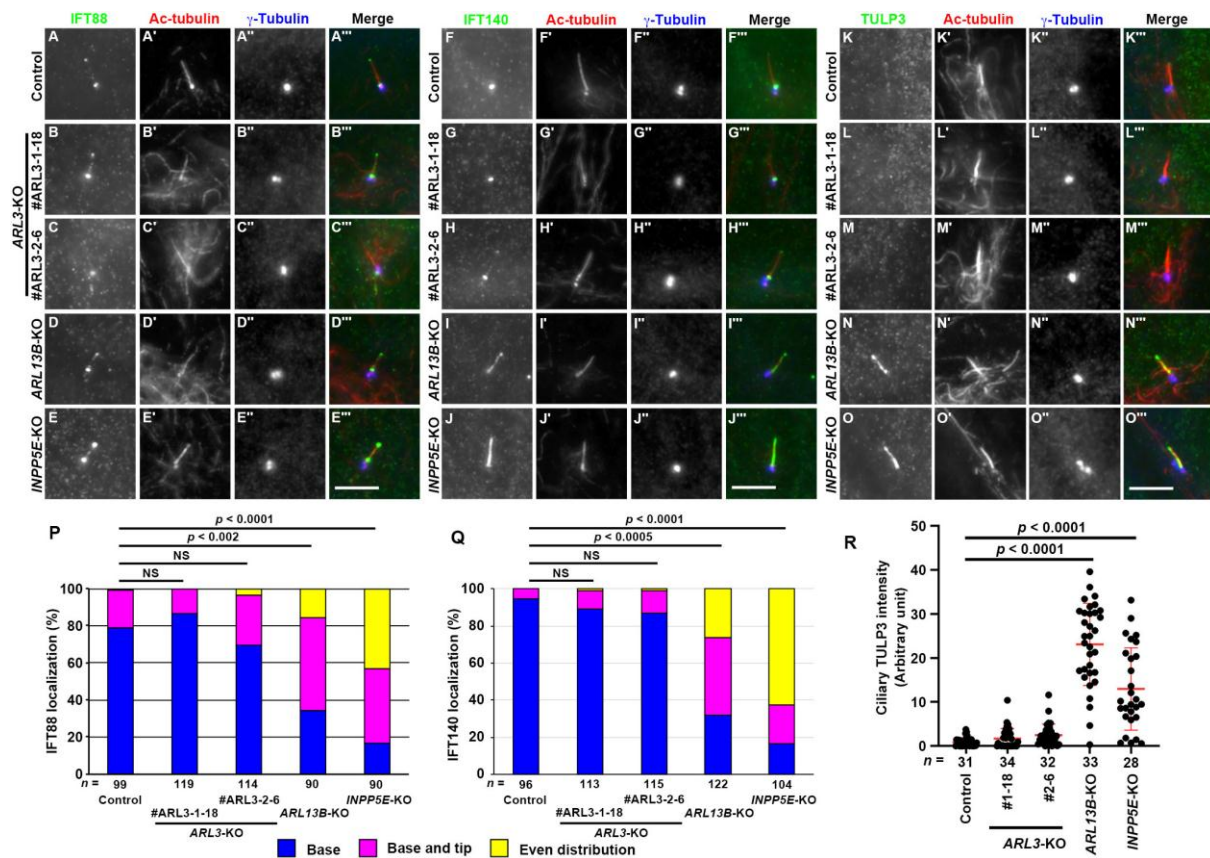 IFT88 Ac-tubulin γ-Tubulin Merge IFT140 Ac-tubulin γ-Tubulin Merge TULP3 Ac-tubulin γ-Tubulin Merge
Control A A' A'' A''' Control F F' F'' F''' Control K K' K'' K'''
ARL3-KO #ARL3-1-18 B B' B'' B''' #ARL3-1-18 G G' G'' G''' #ARL3-1-18 L L' L'' L'''
#ARL3-2-6 C C' C'' C''' #ARL3-2-6 H H' H'' H''' #ARL3-2-6 M M' M'' M'''
ARL13B-KO D D' D'' D''' ARL13B-KO I I' I'' I''' ARL13B-KO N N' N'' N'''
INPP5E-KO E E' E'' E''' INPP5E-KO J J' J'' J''' INPP5E-KO O O' O'' O'''
P
p < 0.0001
p < 0.002
NS
NS
IFT88 localization (%)
100
80
60
40
20
0
n = 99 119 114 90 90
Control #ARL3-2-6 INPP5E-KO
#ARL3-1-18 ARL13B-KO
ARL3-KO
Q
p < 0.0001
p < 0.0005
NS
NS
IFT140 localization (%)
100
80
60
40
20
0
n = 96 113 115 122 104
Control #ARL3-2-6 INPP5E-KO
#ARL3-1-18 ARL13B-KO
ARL3-KO
Base Base and tip Even distribution
R
p < 0.0001
p < 0.0001
Ciliary TULP3 intensity
(Arbitrary unit)
50
40
30
20
10
0
n = 31 34 32 33 28
Control #1-18 #2-6 ARL13B-KO INPP5E-KO
ARL3-KO